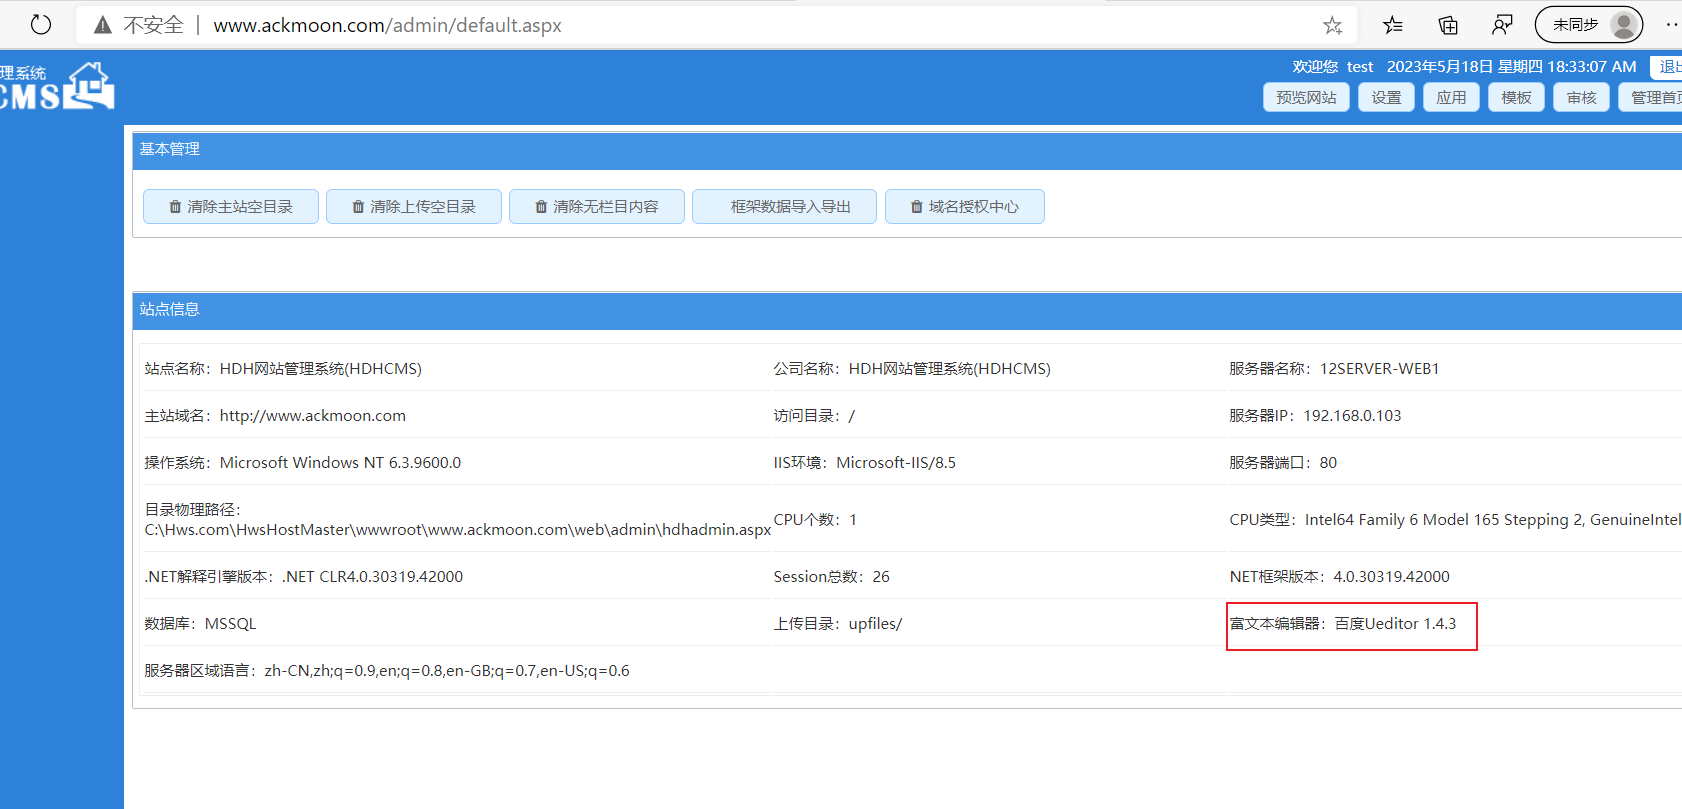 不安全 | www.ackmoon.com/admin/default.aspx
未同步
理系统
CMS
欢迎您 test 2023年5月18日 星期四 18:33:07 AM 退出
预览网站 设置 应用 模板 审核 管理首页
基本管理
清除主站空目录 清除上传空目录 清除无栏目内容 框架数据导入导出 域名授权中心
站点信息
站点名称：HDH网站管理系统(HDHCMS) 公司名称：HDH网站管理系统(HDHCMS) 服务器名称：12SERVER-WEB1
主站域名：http://www.ackmoon.com 访问目录：/ 服务器IP：192.168.0.103
操作系统：Microsoft Windows NT 6.3.9600.0 IIS环境：Microsoft-IIS/8.5 服务器端口：80
目录物理路径：
C:\Hws.com\HwsHostMaster\wwwroot\www.ackmoon.com\web\admin\hdhadmin.aspx CPU个数：1 CPU类型：Intel64 Family 6 Model 165 Stepping 2, GenuineIntel
.NET解释引擎版本：.NET CLR4.0.30319.42000 Session总数：26 NET框架版本：4.0.30319.42000
数据库：MSSQL 上传目录：upfiles/ 富文本编辑器：百度Ueditor 1.4.3
服务器区域语言：zh-CN,zh;q=0.9,en;q=0.8,en-GB;q=0.7,en-US;q=0.6